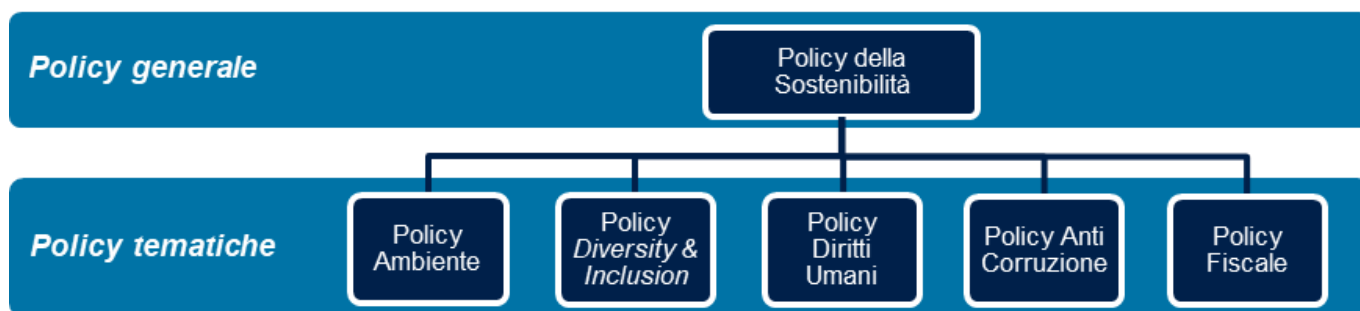 Policy generale
Policy della
Sostenibilità
Policy tematiche
Policy
Ambiente
Policy
Diversity &
Inclusion
Policy
Diritti
Umani
Policy Anti
Corruzione
Policy
Fiscale